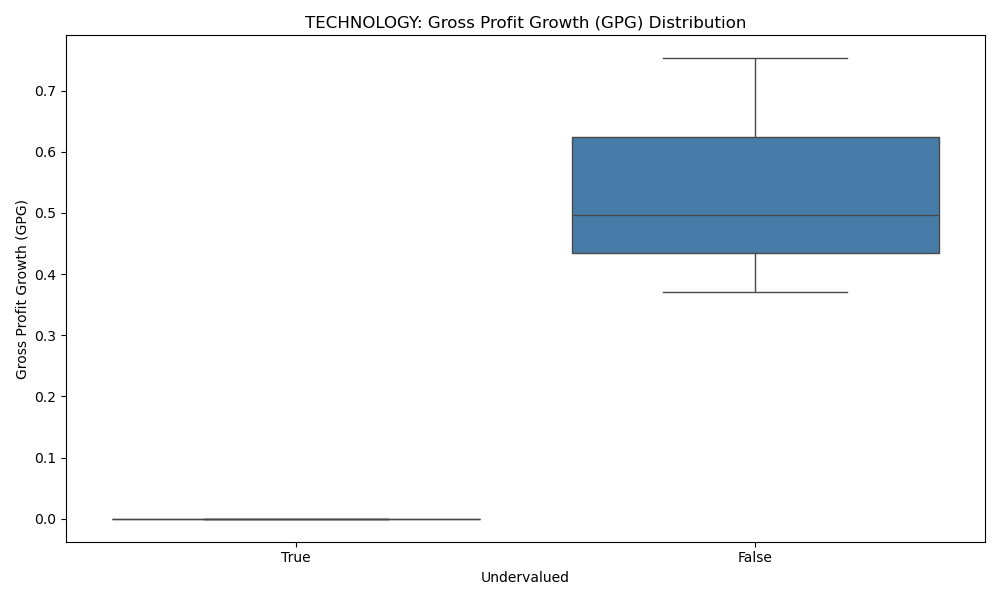 TECHNOLOGY: Gross Profit Growth (GPG) Distribution
Gross Profit Growth (GPG)
0.7
0.6
0.5
0.4
0.3
0.2
0.1
0.0
True
False
Undervalued